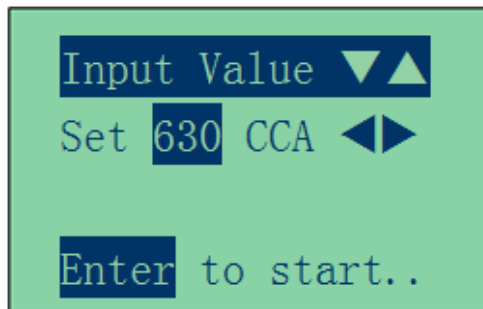 Input Value ▼▲
Set 630 CCA ◀▶
Enter to start..